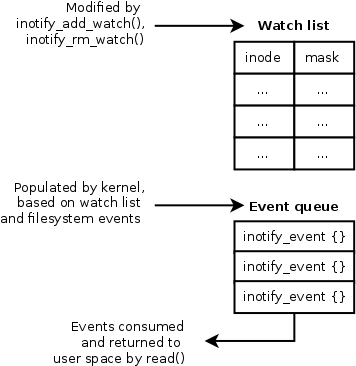 Modified by
inotify_add_watch(),
inotify_rm_watch()
Watch list
inode mask
... ...
... ...
... ...
Populated by kernel,
based on watch list
and filesystem events
Event queue
inotify_event {}
inotify_event {}
inotify_event {}
Events consumed
and returned to
user space by read()